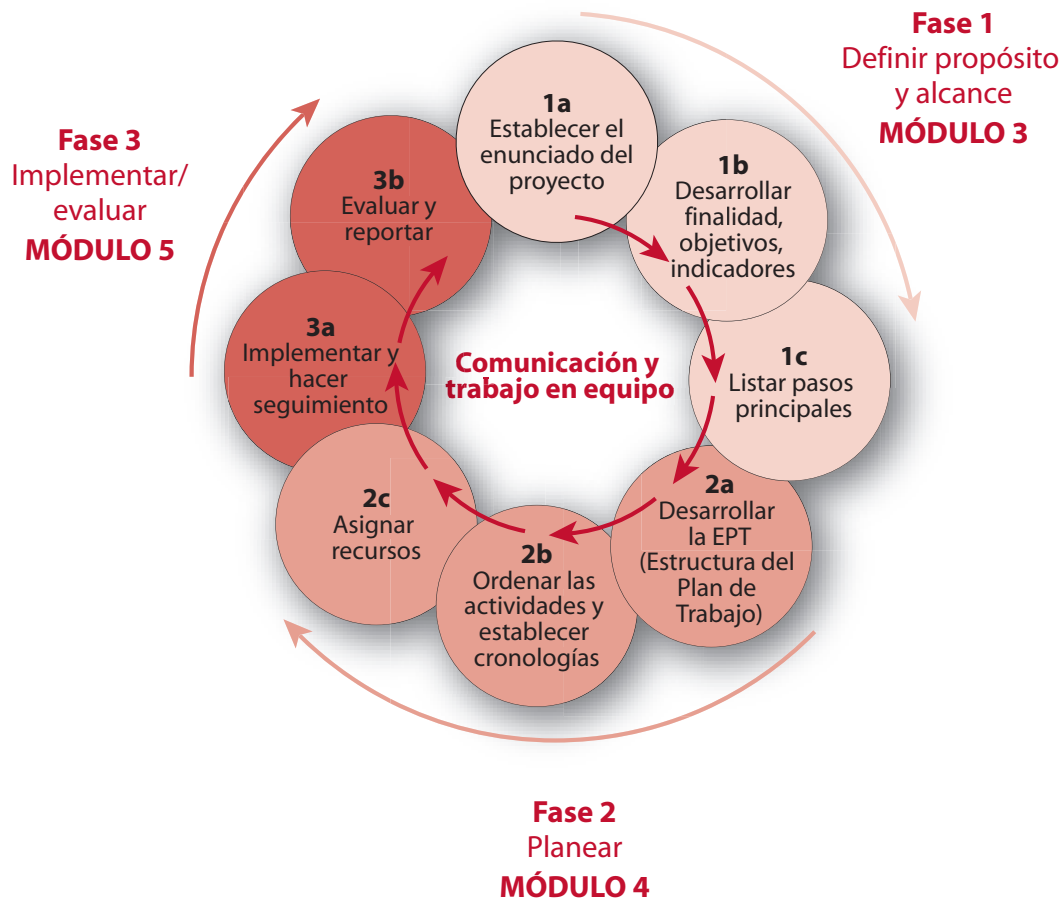 Fase 1
Definir propósito
y alcance
MÓDULO 3
1a
Establecer el
enunciado del
proyecto
1b
Desarrollar
finalidad,
objetivos,
indicadores
1c
Listar pasos
principales
2a
Desarrollar
la EPT
(Estructura del
Plan de
Trabajo)
2b
Ordenar las
actividades y
establecer
cronologías
2c
Asignar
recursos
3a
Implementar y
hacer
seguimiento
3b
Evaluar y
reportar
Comunicación y
trabajo en equipo
Fase 3
Implementar/
evaluar
MÓDULO 5
Fase 2
Planear
MÓDULO 4